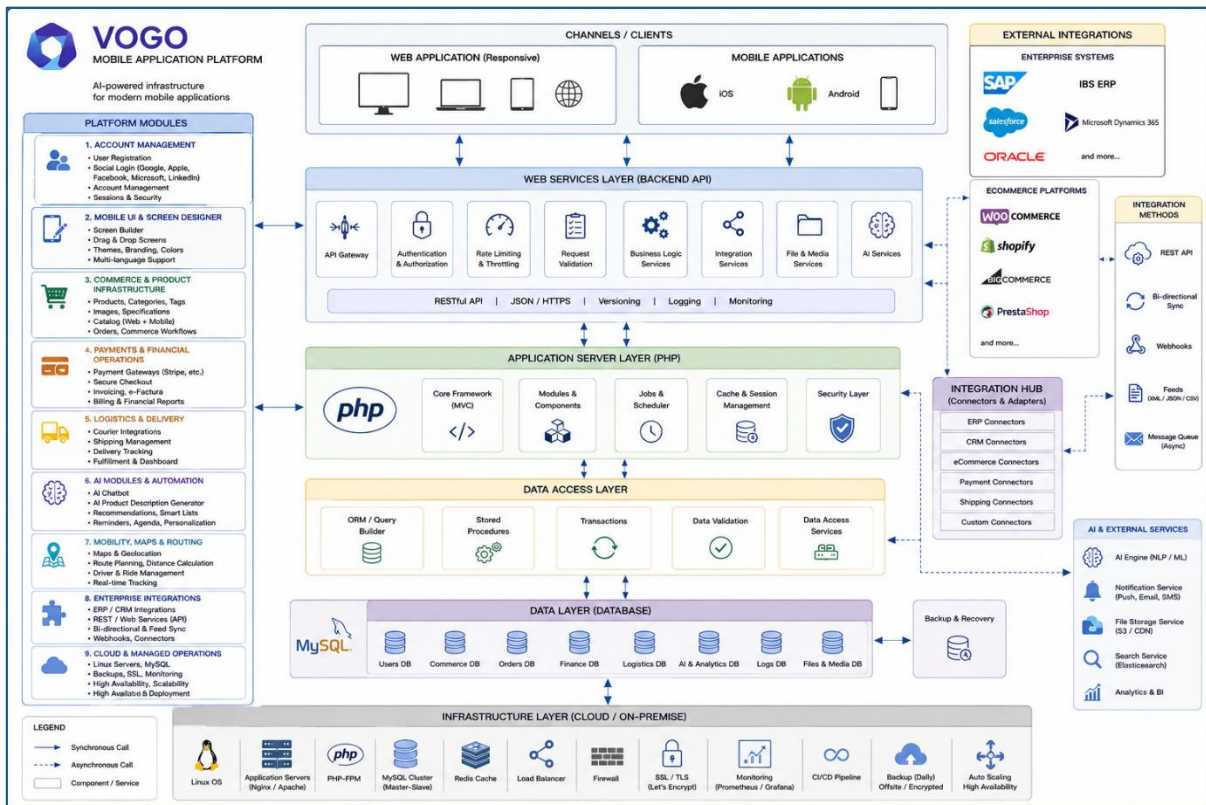 VOGO
MOBILE APPLICATION PLATFORM
AI-powered infrastructure
for modern mobile applications
PLATFORM MODULES
1. ACCOUNT MANAGEMENT
• User Registration
• Social Login (Google, Apple,
Facebook, Microsoft, LinkedIn)
• Account Management
• Sessions & Security
2. MOBILE UI & SCREEN DESIGNER
• Screen Builder
• Drag & Drop Screens
• Themes, Branding, Colors
• Multi-language Support
3. COMMERCE & PRODUCT
INFRASTRUCTURE
• Products, Categories, Tags
• Images, Specifications
• Catalog (Web + Mobile)
• Orders, Commerce Workflows
4. PAYMENTS & FINANCIAL
OPERATIONS
• Payment Gateways (Stripe, etc.)
• Secure Checkout
• Invoicing, e-Factura
• Billing & Financial Reports
5. LOGISTICS & DELIVERY
• Courier Integrations
• Shipping Management
• Delivery Tracking
• Fulfillment & Dashboard
6. AI MODULES & AUTOMATION
• AI Chatbot
• AI Product Description Generator
• Recommendations, Smart Lists
• Reminders, Agenda, Personalization
7. MOBILITY, MAPS & ROUTING
• Maps & Geolocation
• Route Planning, Distance Calculation
• Driver & Ride Management
• Real-time Tracking
8. ENTERPRISE INTEGRATIONS
• ERP / CRM Integrations
• REST / Web Services (API)
• Bi-directional & Feed Sync
• Webhooks, Connectors
9. CLOUD & MANAGED OPERATIONS
• Linux Servers, MySQL
• Backups, SSL, Monitoring
• High Availability, Scalability
• High Availabe & Deployment
LEGEND
Synchronous Call
Asynchronous Call
Component / Service
CHANNELS / CLIENTS
WEB APPLICATION (Responsive)
MOBILE APPLICATIONS
iOS
Android
WEB SERVICES LAYER (BACKEND API)
API Gateway
Authentication
& Authorization
Rate Limiting
& Throttling
Request
Validation
Business Logic
Services
Integration
Services
File & Media
Services
AI Services
RESTful API | JSON / HTTPS | Versioning | Logging | Monitoring
APPLICATION SERVER LAYER (PHP)
php
Core Framework
(MVC)
</>
Modules &
Components
Jobs &
Scheduler
Cache & Session
Management
Security Layer
DATA ACCESS LAYER
ORM / Query
Builder
Stored
Procedures
Transactions
Data Validation
Data Access
Services
DATA LAYER (DATABASE)
MySQL
Users DB
Commerce DB
Orders DB
Finance DB
Logistics DB
AI & Analytics DB
Logs DB
Files & Media DB
Backup & Recovery
INFRASTRUCTURE LAYER (CLOUD / ON-PREMISE)
Linux OS
Application Servers
(Nginx / Apache)
php
PHP-FPM
MySQL Cluster
(Master-Slave)
Redis Cache
Load Balancer
Firewall
SSL / TLS
(Let's Encrypt)
Monitoring
(Prometheus / Grafana)
CI/CD Pipeline
Backup (Daily)
Offsite / Encrypted
Auto Scaling
High Availability
EXTERNAL INTEGRATIONS
ENTERPRISE SYSTEMS
SAP
IBS ERP
salesforce
Microsoft Dynamics 365
ORACLE
and more...
ECOMMERCE PLATFORMS
WOO COMMERCE
shopify
BIGCOMMERCE
PrestaShop
and more...
INTEGRATION
METHODS
REST API
Bi-directional
Sync
Webhooks
Feeds
(XML / JSON / CSV)
Message Queue
(Async)
INTEGRATION HUB
(Connectors & Adapters)
ERP Connectors
CRM Connectors
eCommerce Connectors
Payment Connectors
Shipping Connectors
Custom Connectors
AI & EXTERNAL SERVICES
AI Engine (NLP / ML)
Notification Service
(Push, Email, SMS)
File Storage Service
(S3 / CDN)
Search Service
(Elasticsearch)
Analytics & BI